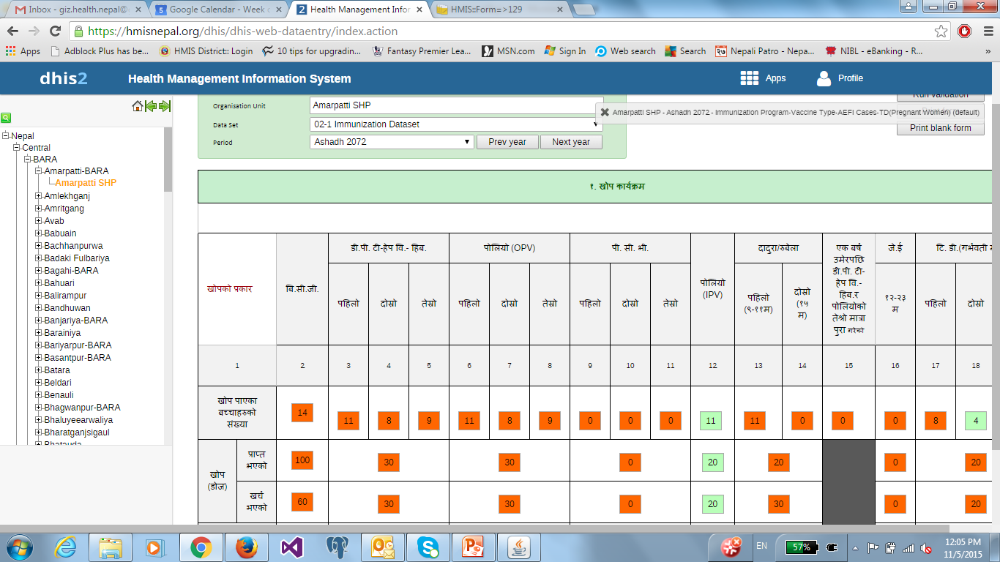 Inbox - giz.health.nepal@
Google Calendar - Week o
Health Management Infor
HMIS::Form=>129
https://hmisnepal.org/dhis/dhis-web-dataentry/index.action
Apps
Adblock Plus has be...
HMIS District:: Login
10 tips for upgradin...
Fantasy Premier Lea...
MSN.com
Sign In
Web search
Search
Nepali Patro - Nepa...
NIBL - eBanking - R...
»
dhis2
Health Management Information System
Apps
Profile
Nepal
Central
BARA
Amarpatti-BARA
Amarpatti SHP
Amlekhganj
Amritgang
Avab
Babuain
Bachhanpurwa
Badaki Fulbariya
Bagahi-BARA
Bahuari
Balirampur
Bandhuwan
Banjariya-BARA
Barainiya
Bariyarpur-BARA
Basantpur-BARA
Batara
Beldari
Benauli
Bhagwanpur-BARA
Bhaluyeearwaliya
Bharatganjsigaul
Bhatauda
Organisation Unit
Amarpatti SHP
Run validation
Amarpatti SHP - Ashadh 2072 - Immunization Program-Vaccine Type-AEFI Cases-TD(Pregnant Women) (default)
Data Set
02-1 Immunization Dataset
Print blank form
Period
Ashadh 2072
Prev year
Next year
१. खोप कार्यक्रम
खोपको प्रकार
बि.सी.जी.
डी.पी. टी-हेप वि.- हिब.
पोलियो (OPV)
पी. सी. भी.
पोलियो
(IPV)
दादुरा/रुबेला
एक बर्ष
उमेरपछि
डी.पी. टी-
हेप वि.-
हिब.र
पोलियोको
तेश्रो मात्रा
पुरा गरेको
जे.ई
टि. डी.(गर्भवती म
पहिलो
दोस्रो
तेस्रो
पहिलो
दोस्रो
तेस्रो
पहिलो
दोस्रो
तेस्रो
पहिलो
(९-११म)
दोस्रो
(१५
म)
१२-२३
म
पहिलो
दोस्रो
1 2 3 4 5 6 7 8 9 10 11 12 13 14 15 16 17 18
खोप पाएका
बच्चाहरुको
संख्या
14 11 8 9 11 8 9 0 0 0 11 11 0 0 0 8 4
खोप
(डोज)
प्राप्त
भएको
100 30 30 0 20 20 0 20
खर्च
भएको
60 30 30 0 20 30 0 20
EN
57%
12:05 PM
11/5/2015